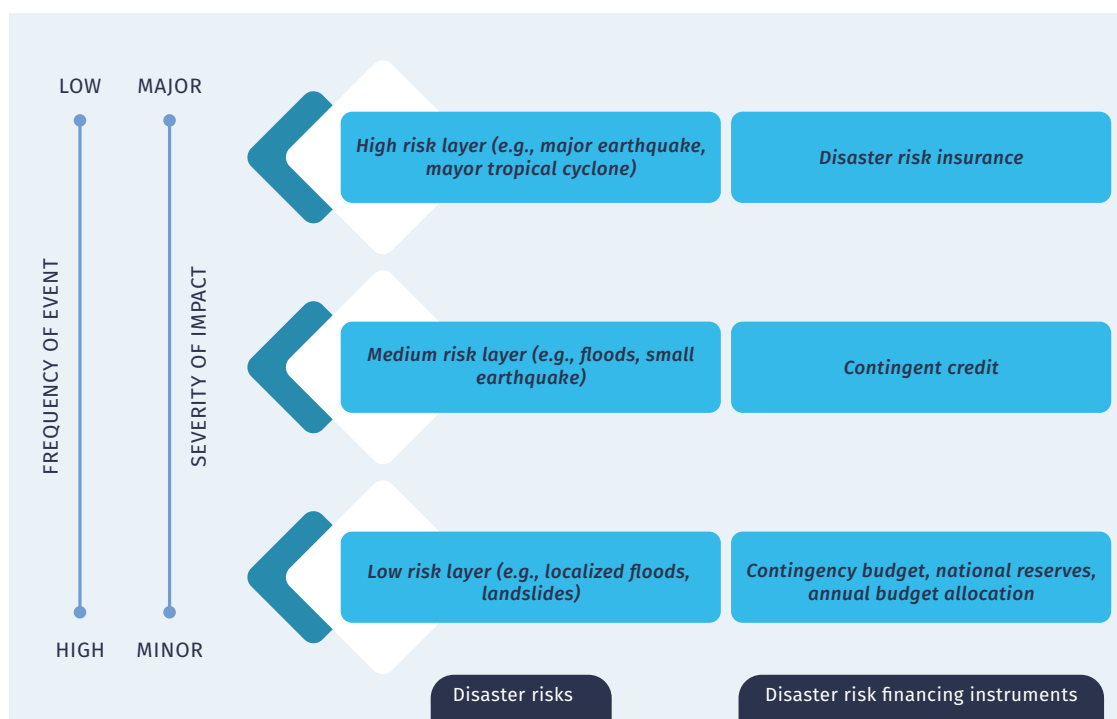 LOW
MAJOR
FREQUENCY OF EVENT
SEVERITY OF IMPACT
HIGH
MINOR
High risk layer (e.g., major earthquake,
mayor tropical cyclone)
Disaster risk insurance
Medium risk layer (e.g., floods, small
earthquake)
Contingent credit
Low risk layer (e.g., localized floods,
landslides)
Contingency budget, national reserves,
annual budget allocation
Disaster risks
Disaster risk financing instruments